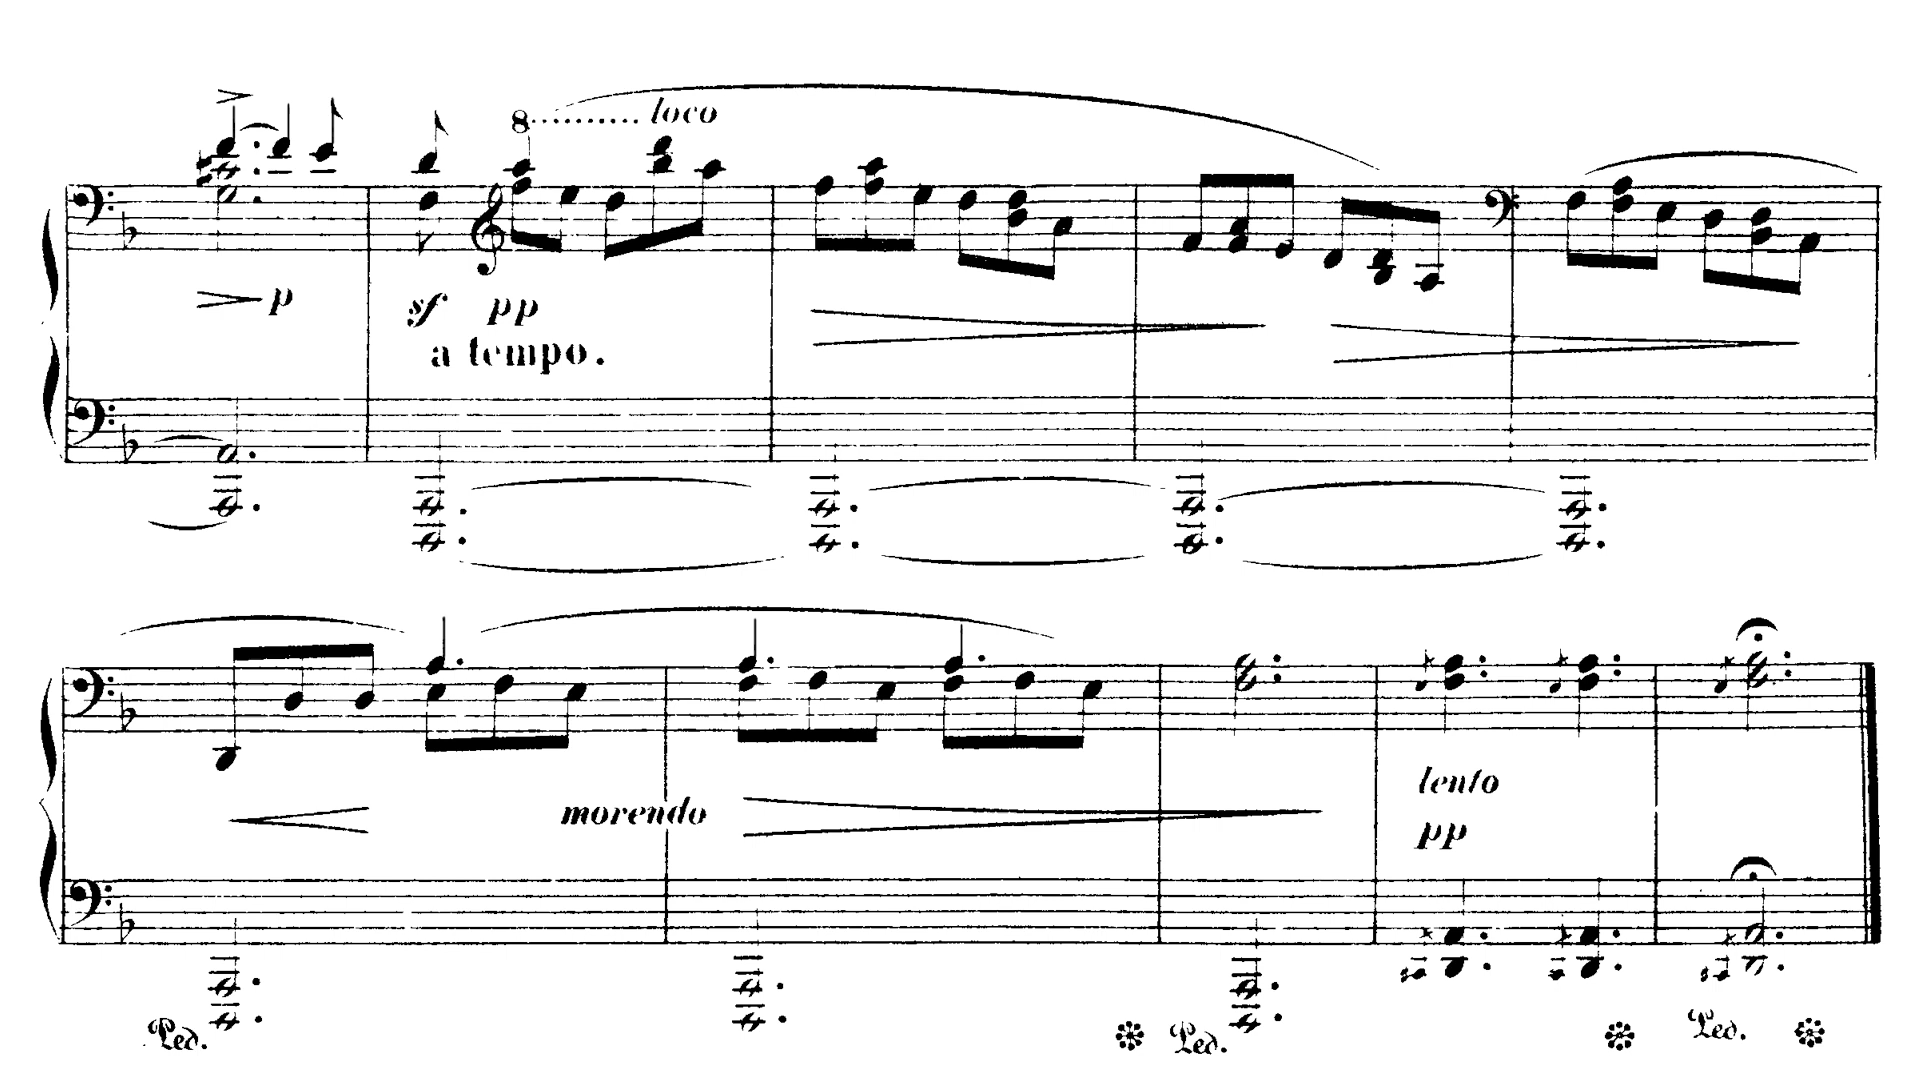 8.......... loco
p
sf pp
a tempo.
morendo
lento
pp
Ped.
Ped.
Ped.